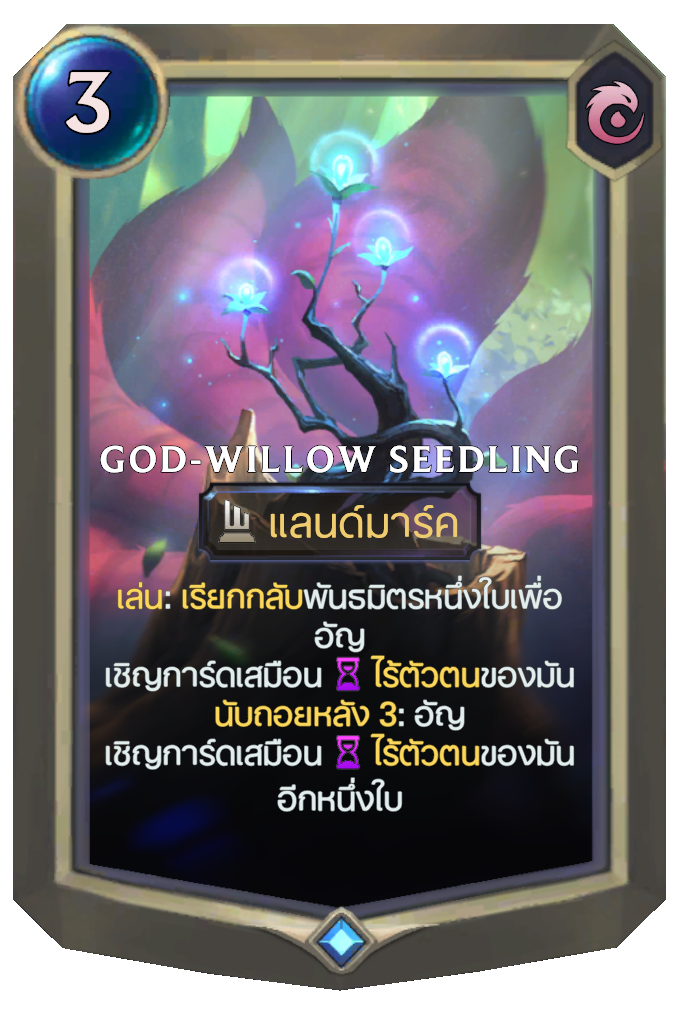 3
GOD-WILLOW SEEDLING
แลนด์มาร์ค
เล่น: เรียกกลับพันธมิตรหนึ่งใบเพื่อ
อัญ
เชิญการ์ดเสมือน ไร้ตัวตนของมัน
นับถอยหลัง 3: อัญ
เชิญการ์ดเสมือน ไร้ตัวตนของมัน
อีกหนึ่งใบ